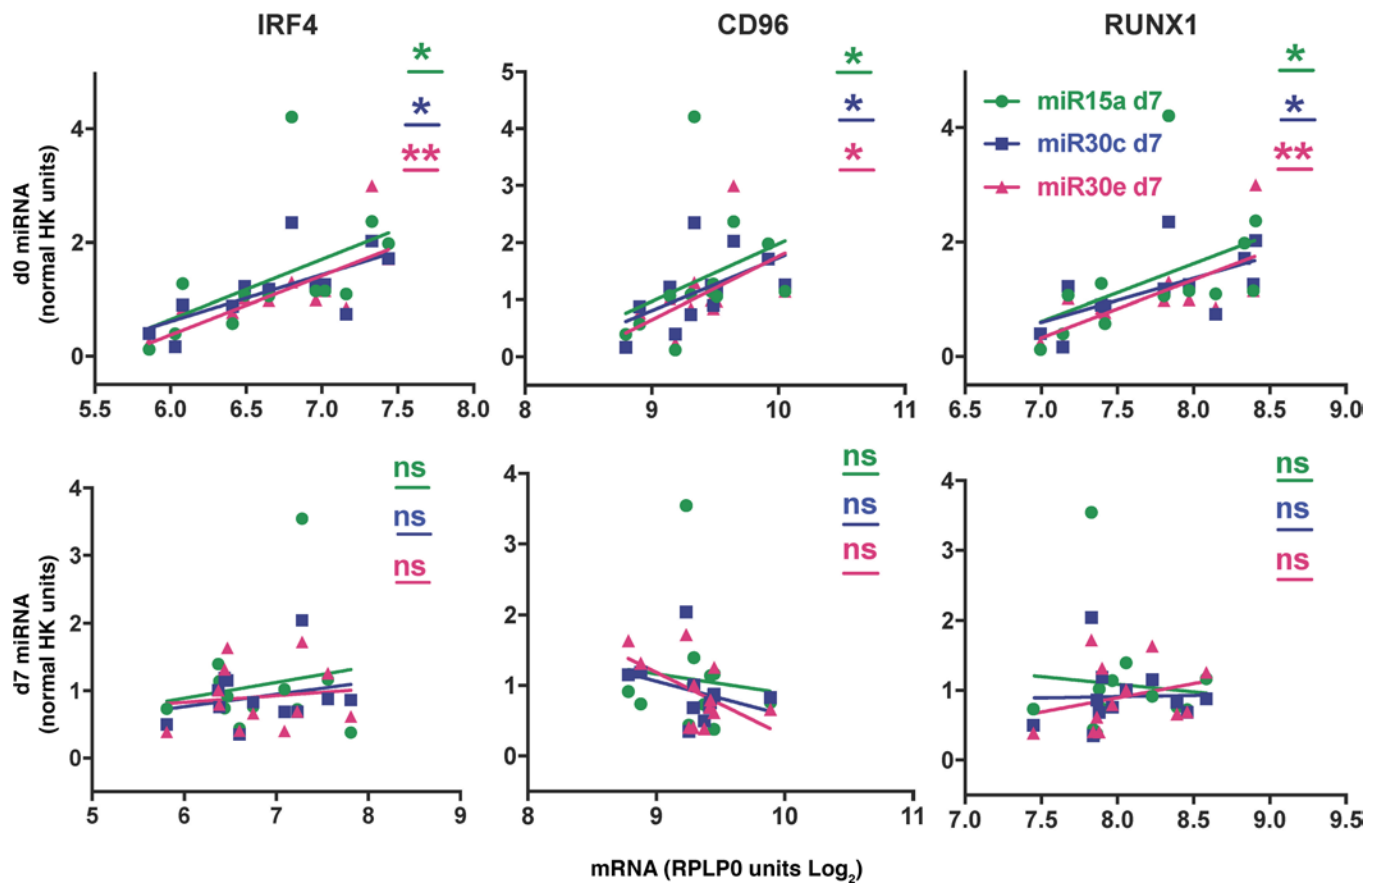 IRF4
CD96
RUNX1
d0 miRNA
(normal HK units)
4
2
0
5.5 6.0 6.5 7.0 7.5 8.0
*
*
**
5
4
3
2
1
0
8 9 10 11
*
*
*
4
2
0
6.5 7.0 7.5 8.0 8.5 9.0
miR15a d7
miR30c d7
miR30e d7
*
*
**
d7 miRNA
(normal HK units)
4
3
2
1
0
5 6 7 8 9
ns
ns
ns
4
3
2
1
0
8 9 10 11
ns
ns
ns
4
3
2
1
0
7.0 7.5 8.0 8.5 9.0 9.5
ns
ns
ns
mRNA (RPLP0 units Log2)